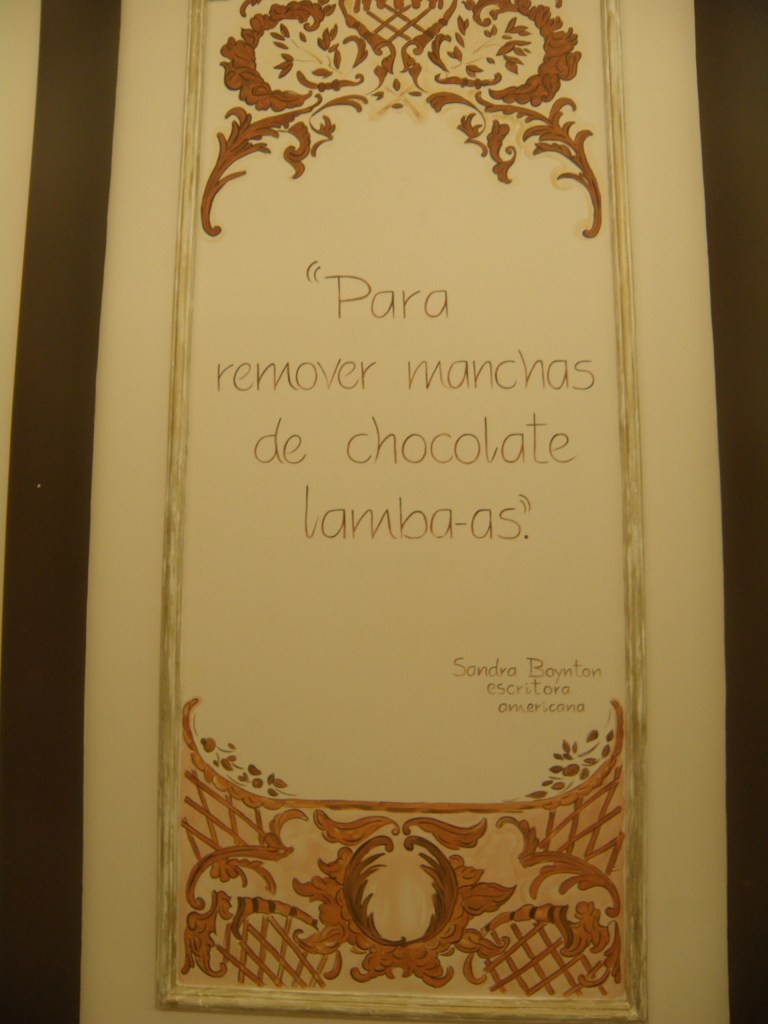 “Para
remover manchas
de chocolate
lamba-as”.
Sandra Boynton
escritora
americana